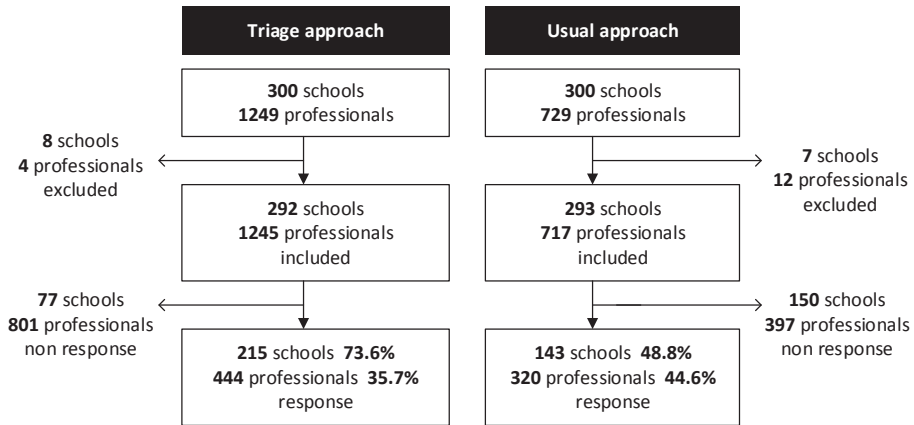 Triage approach
Usual approach
300 schools
1249 professionals
300 schools
729 professionals
8 schools
4 professionals
excluded
7 schools
12 professionals
excluded
292 schools
1245 professionals
included
293 schools
717 professionals
included
77 schools
801 professionals
non response
150 schools
397 professionals
non response
215 schools 73.6%
444 professionals 35.7%
response
143 schools 48.8%
320 professionals 44.6%
response